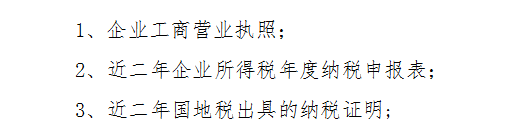 1、企业工商营业执照；
2、近二年企业所得税年度纳税申报表；
3、近二年国地税出具的纳税证明;